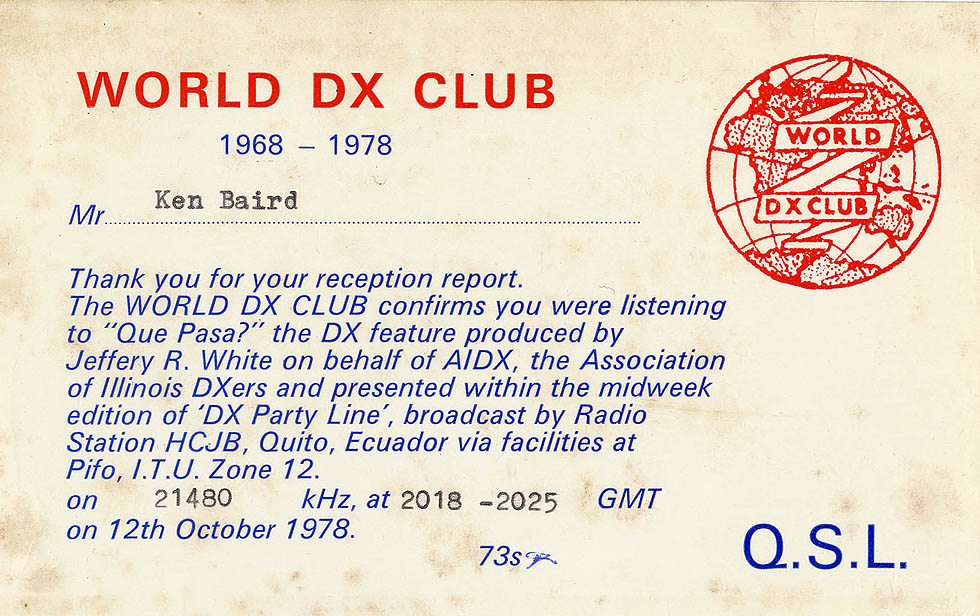 WORLD DX CLUB
1968 – 1978
WORLD
DX CLUB
Mr Ken Baird
Thank you for your reception report.
The WORLD DX CLUB confirms you were listening
to "Que Pasa?" the DX feature produced by
Jeffery R. White on behalf of AIDX, the Association
of Illinois DXers and presented within the midweek
edition of 'DX Party Line', broadcast by Radio
Station HCJB, Quito, Ecuador via facilities at
Pifo, I.T.U. Zone 12.
on 21480 kHz, at 2018 -2025 GMT
on 12th October 1978.
73s
Q.S.L.